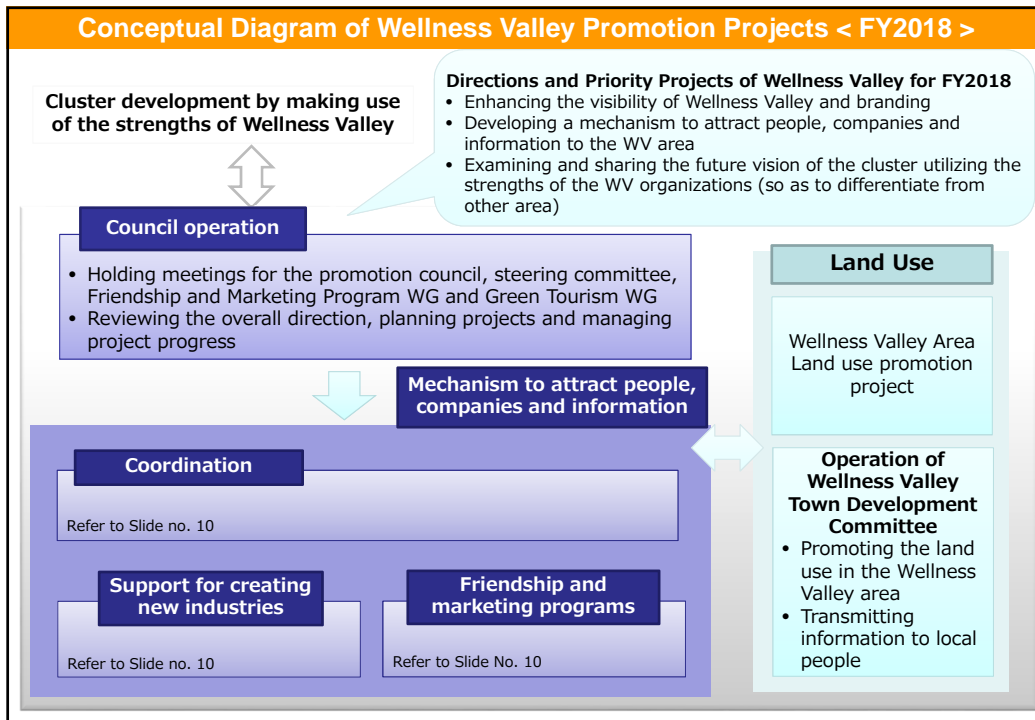 Conceptual Diagram of Wellness Valley Promotion Projects < FY2018 >
Cluster development by making use
of the strengths of Wellness Valley
Directions and Priority Projects of Wellness Valley for FY2018
• Enhancing the visibility of Wellness Valley and branding
• Developing a mechanism to attract people, companies and
information to the WV area
• Examining and sharing the future vision of the cluster utilizing the
strengths of the WV organizations (so as to differentiate from
other area)
Council operation
• Holding meetings for the promotion council, steering committee,
Friendship and Marketing Program WG and Green Tourism WG
• Reviewing the overall direction, planning projects and managing
project progress
Mechanism to attract people,
companies and information
Coordination
Refer to Slide no. 10
Support for creating
new industries
Refer to Slide no. 10
Friendship and
marketing programs
Refer to Slide No. 10
Land Use
Wellness Valley Area
Land use promotion
project
Operation of
Wellness Valley
Town Development
Committee
• Promoting the land
use in the Wellness
Valley area
• Transmitting
information to local
people